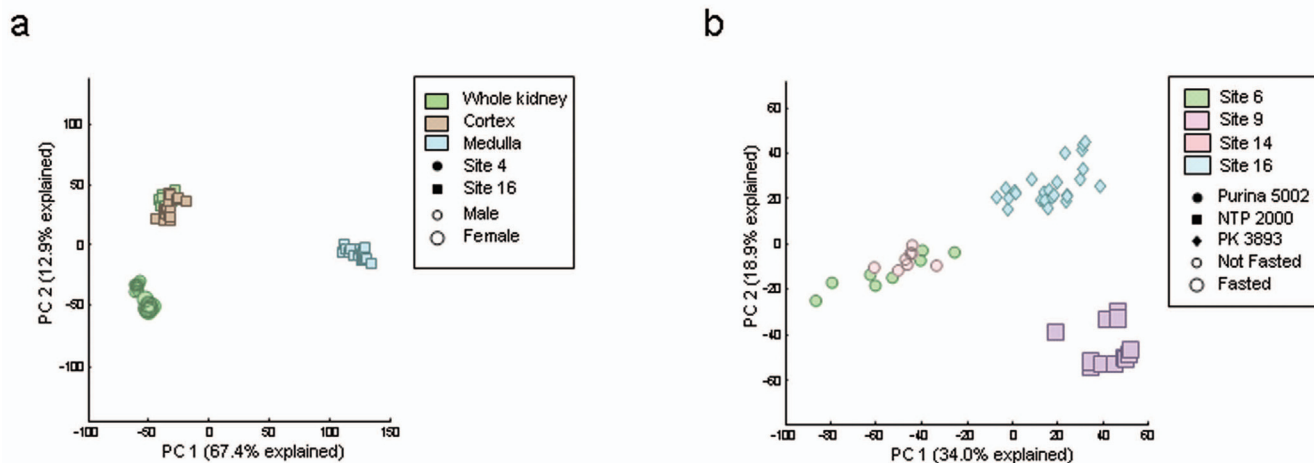 a
100
50
0
-50
-100
PC 2 (12.9% explained)
-100
-50
0
50
100
150
PC 1 (67.4% explained)
Whole kidney
Cortex
Medulla
Site 4
Site 16
Male
Female
b
60
40
20
0
-20
-40
-60
PC 2 (18.9% explained)
-80
-60
-40
-20
0
20
40
60
PC 1 (34.0% explained)
Site 6
Site 9
Site 14
Site 16
Purina 5002
NTP 2000
PK 3893
Not Fasted
Fasted